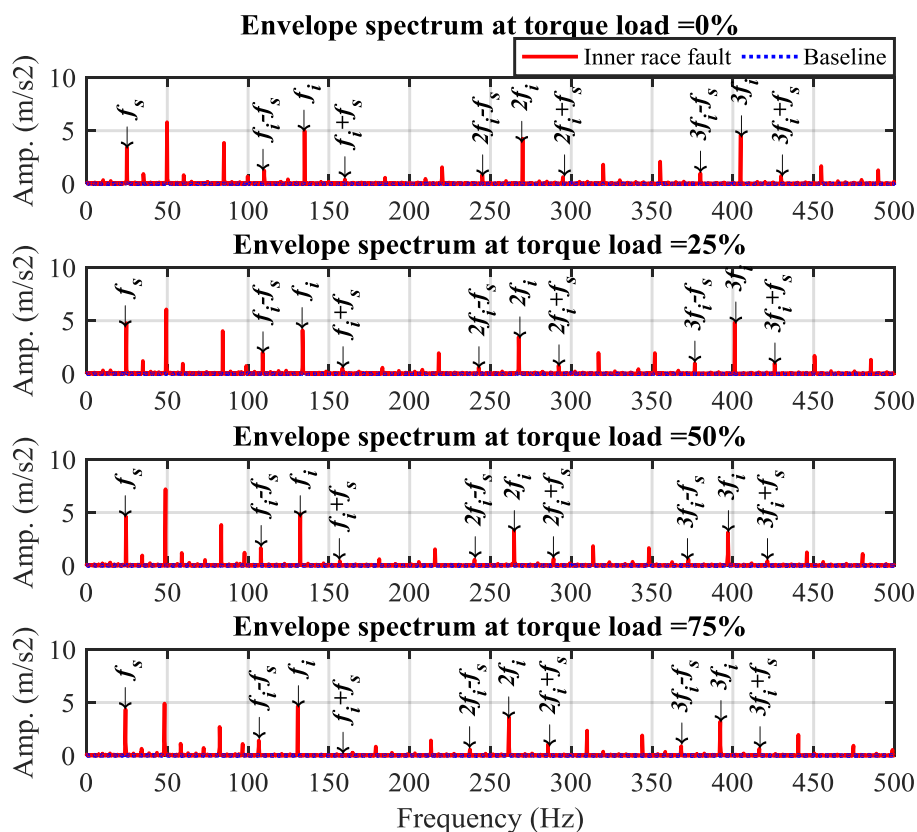 Envelope spectrum at torque load =0%
Inner race fault
Baseline
Amp. (m/s2)
10
5
0
f_s
f_i-f_s
f_i
f_i+f_s
2f_i-f_s
2f_i
2f_i+f_s
3f_i-f_s
3f_i
3f_i+f_s
0 50 100 150 200 250 300 350 400 450 500
Envelope spectrum at torque load =25%
Amp. (m/s2)
10
5
0
f_s
f_i-f_s
f_i
f_i+f_s
2f_i-f_s
2f_i
2f_i+f_s
3f_i-f_s
3f_i
3f_i+f_s
0 50 100 150 200 250 300 350 400 450 500
Envelope spectrum at torque load =50%
Amp. (m/s2)
10
5
0
f_s
f_i-f_s
f_i
f_i+f_s
2f_i-f_s
2f_i
2f_i+f_s
3f_i-f_s
3f_i
3f_i+f_s
0 50 100 150 200 250 300 350 400 450 500
Envelope spectrum at torque load =75%
Amp. (m/s2)
10
5
0
f_s
f_i-f_s
f_i
f_i+f_s
2f_i-f_s
2f_i
2f_i+f_s
3f_i-f_s
3f_i
3f_i+f_s
0 50 100 150 200 250 300 350 400 450 500
Frequency (Hz)